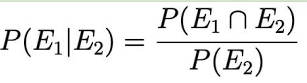 P(E₁|E₂) = P(E₁ ∩ E₂) / P(E₂)